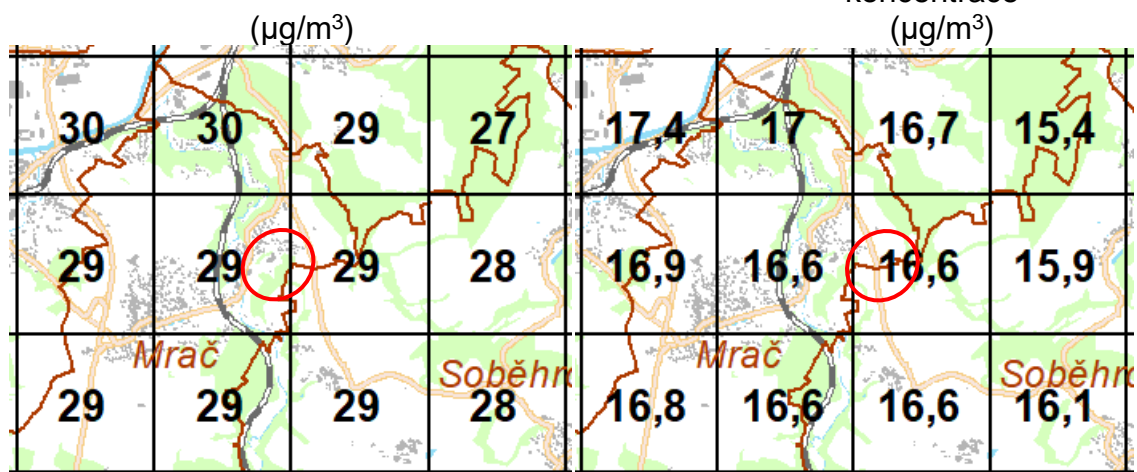 koncentrace
(µg/m³)
30 30 29 27
29 29 29 28
Mrač
Soběhr
29 29 29 28
(µg/m³)
17,4 17 16,7 15,4
16,9 16,6 16,6 15,9
Mrač
Soběhr
16,8 16,6 16,6 16,1